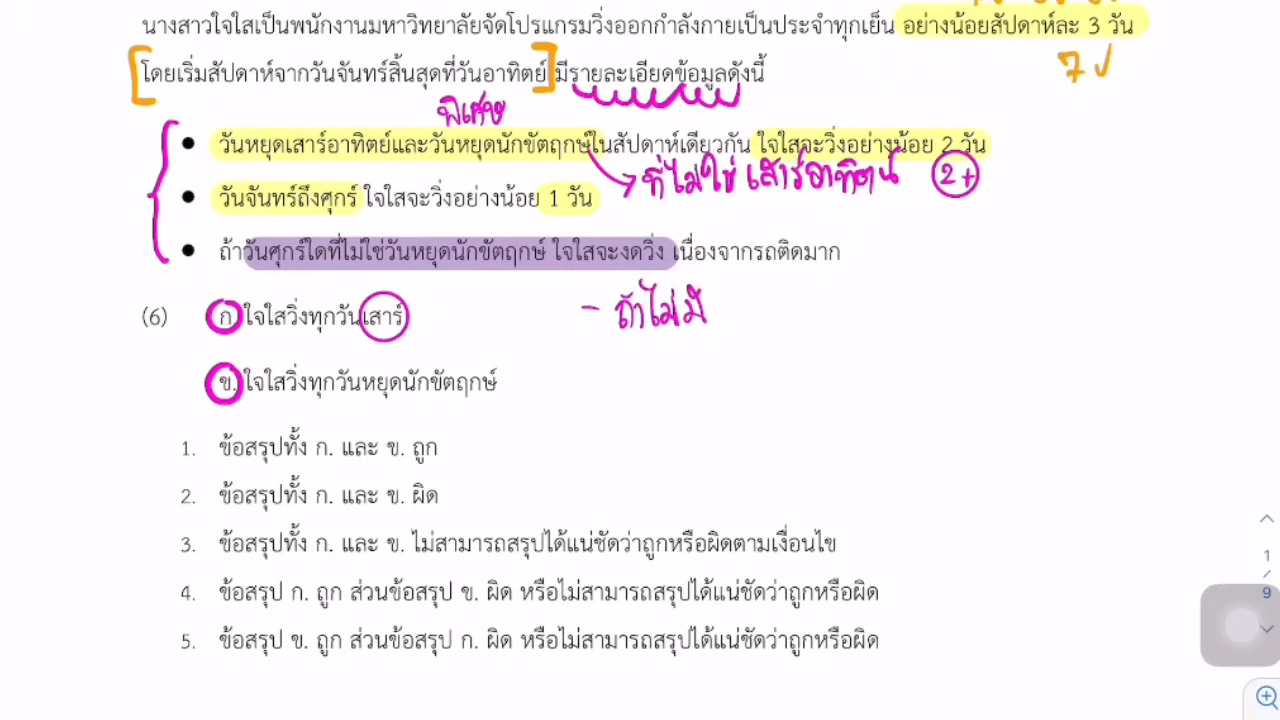 นางสาวใจใสเป็นพนักงานมหาวิทยาลัยจัดโปรแกรมวิ่งออกกำลังกายเป็นประจำทุกเย็น อย่างน้อยสัปดาห์ละ 3 วัน
[โดยเริ่มสัปดาห์จากวันจันทร์สิ้นสุดที่วันอาทิตย์] มีรายละเอียดข้อมูลดังนี้
7 ป
พิเศษ
• วันหยุดเสาร์อาทิตย์และวันหยุดนักขัตฤกษ์ในสัปดาห์เดียวกัน ใจใสจะวิ่งอย่างน้อย 2 วัน
ที่ไม่ใช่ เสาร์อาทิตย์ 2+
• วันจันทร์ถึงศุกร์ ใจใสจะวิ่งอย่างน้อย 1 วัน
• ถ้าวันศุกร์ใดที่ไม่ใช่วันหยุดนักขัตฤกษ์ ใจใสจะงดวิ่ง เนื่องจากรถติดมาก
(6) ก. ใจใสวิ่งทุกวันเสาร์
- ถ้าไม่มี
ข. ใจใสวิ่งทุกวันหยุดนักขัตฤกษ์
1. ข้อสรุปทั้ง ก. และ ข. ถูก
2. ข้อสรุปทั้ง ก. และ ข. ผิด
3. ข้อสรุปทั้ง ก. และ ข. ไม่สามารถสรุปได้แน่ชัดว่าถูกหรือผิดตามเงื่อนไข
4. ข้อสรุป ก. ถูก ส่วนข้อสรุป ข. ผิด หรือไม่สามารถสรุปได้แน่ชัดว่าถูกหรือผิด
5. ข้อสรุป ข. ถูก ส่วนข้อสรุป ก. ผิด หรือไม่สามารถสรุปได้แน่ชัดว่าถูกหรือผิด
1
/
9